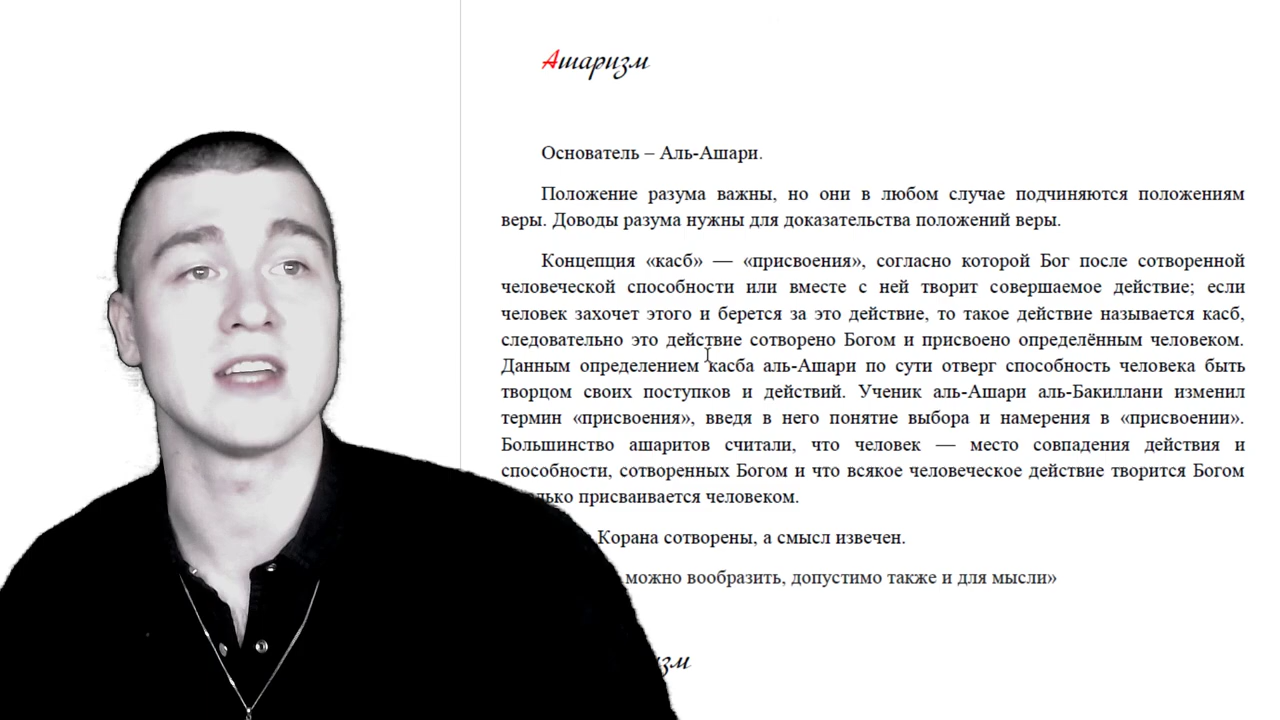 Ашаризм
Основатель – Аль-Ашари.
Положение разума важны, но они в любом случае подчиняются положениям
веры. Доводы разума нужны для доказательства положений веры.
Концепция «касб» — «присвоения», согласно которой Бог после сотворенной
человеческой способности или вместе с ней творит совершаемое действие; если
человек захочет этого и берется за это действие, то такое действие называется касб,
следовательно это действие сотворено Богом и присвоено определённым человеком.
Данным определением касба аль-Ашари по сути отверг способность человека быть
творцом своих поступков и действий. Ученик аль-Ашари аль-Бакиллани изменил
термин «присвоения», введя в него понятие выбора и намерения в «присвоении».
Большинство ашаритов считали, что человек — место совпадения действия и
способности, сотворенных Богом и что всякое человеческое действие творится Богом
присваивается человеком.
Корана сотворены, а смысл извечен.
можно вообразить, допустимо также и для мысли»